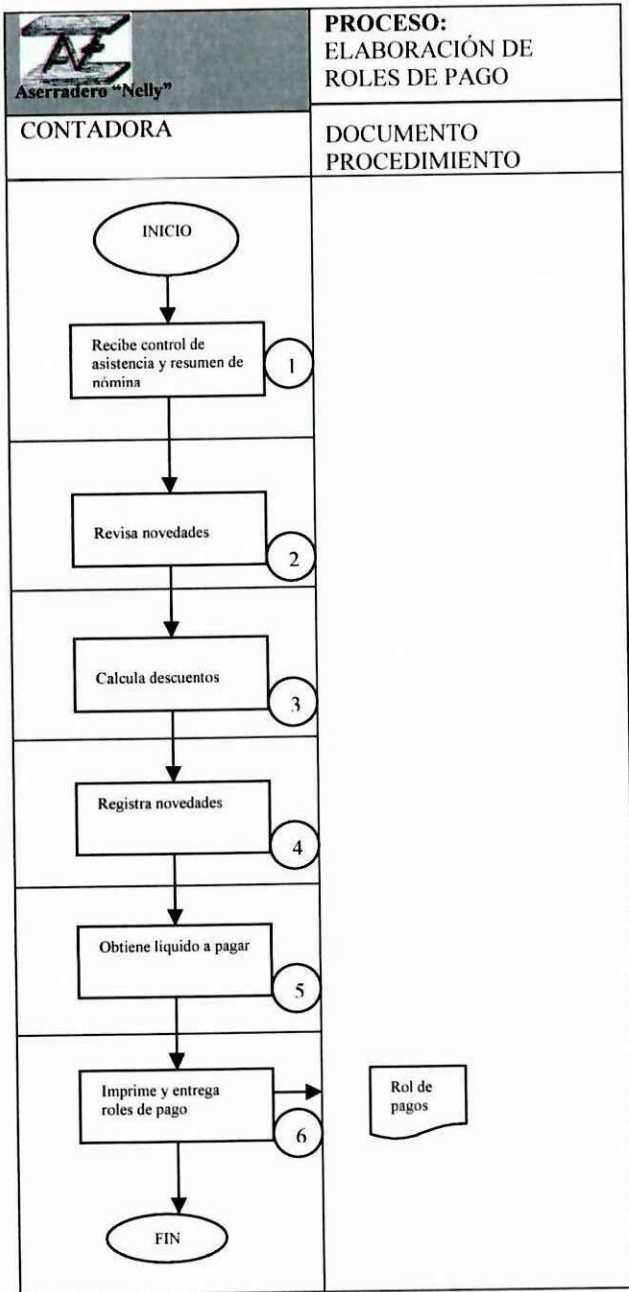 Aserradero “Nelly”
PROCESO:
ELABORACIÓN DE
ROLES DE PAGO
CONTADORA
DOCUMENTO
PROCEDIMIENTO
INICIO
Recibe control de
asistencia y resumen de
nómina
1
Revisa novedades
2
Calcula descuentos
3
Registra novedades
4
Obtiene liquido a pagar
5
Imprime y entrega
roles de pago
6
Rol de
pagos
FIN